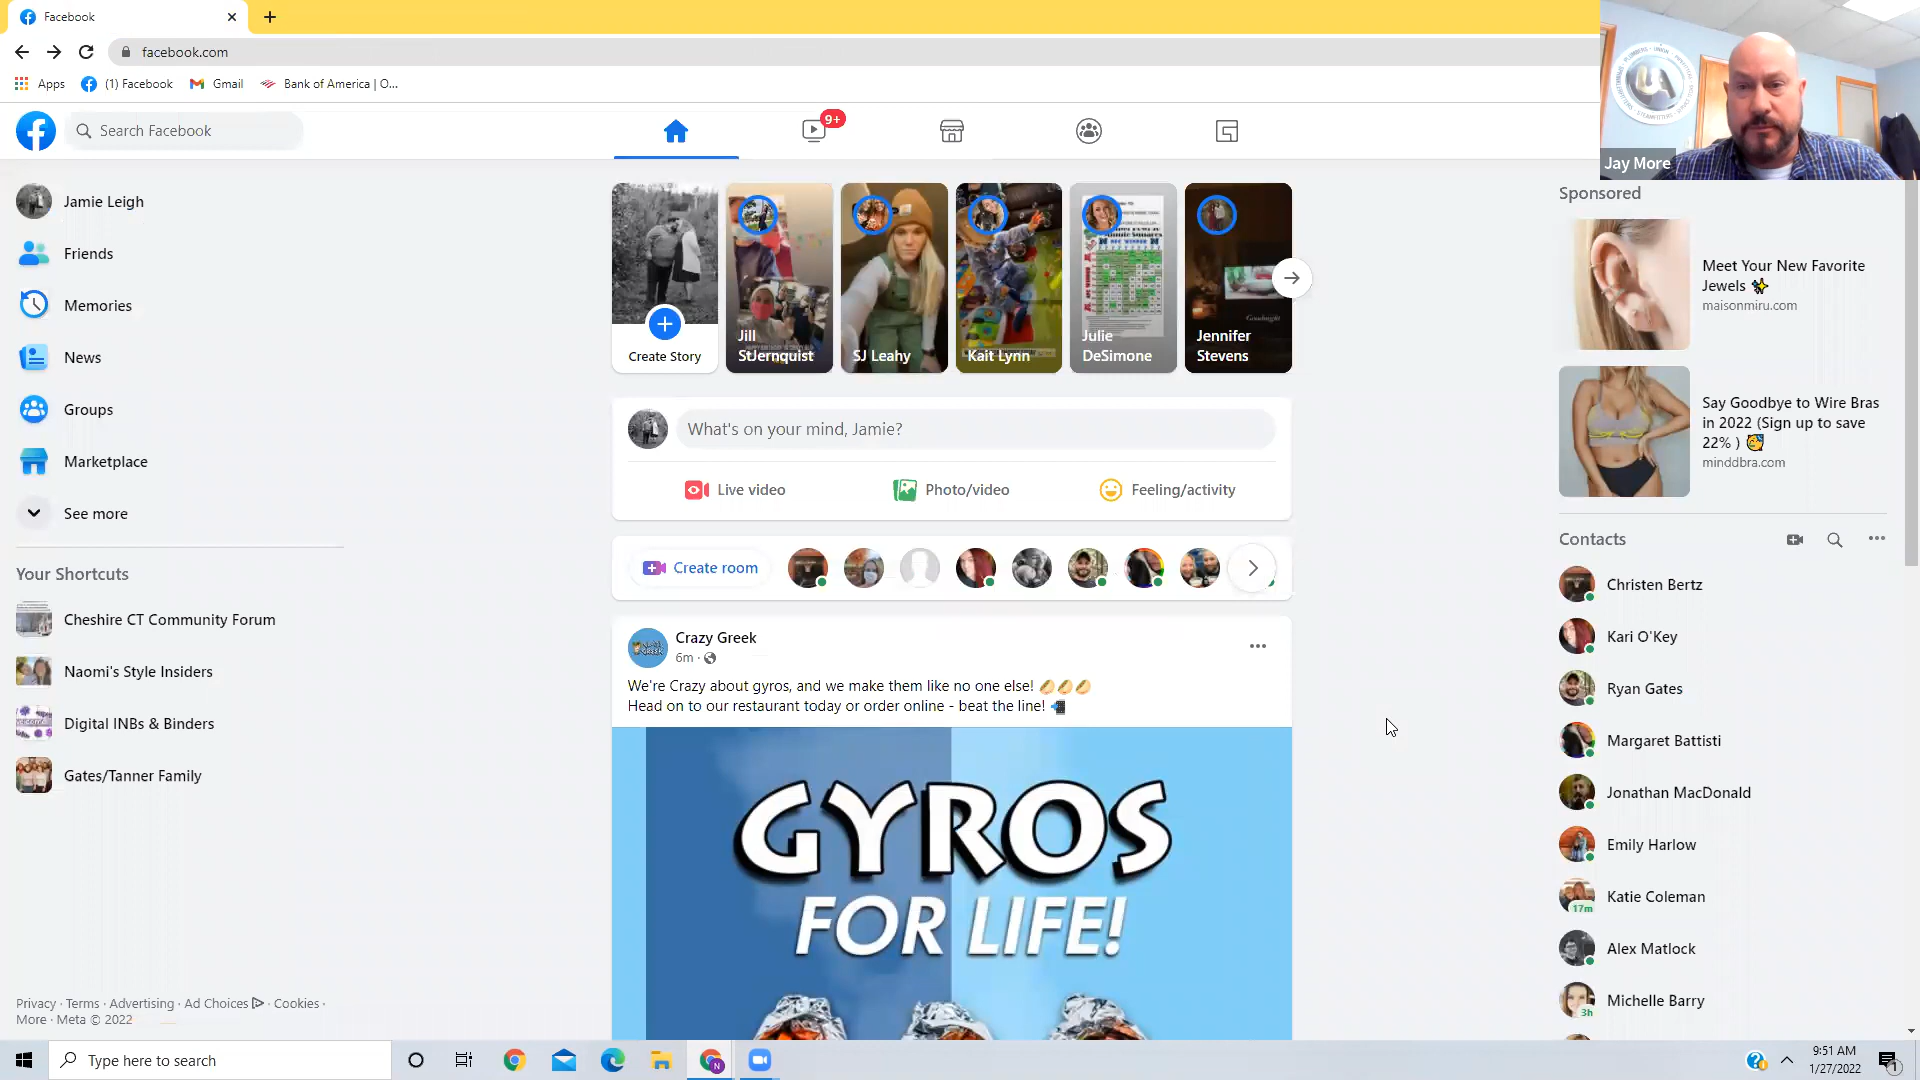 Facebook
facebook.com
Apps
(1) Facebook
Gmail
Bank of America | O...
Search Facebook
9+
Jay More
Jamie Leigh
Friends
Memories
News
Groups
Marketplace
See more
Your Shortcuts
Cheshire CT Community Forum
Naomi's Style Insiders
Digital INBs & Binders
Gates/Tanner Family
Privacy · Terms · Advertising · Ad Choices · Cookies ·
More · Meta © 2022
Create Story
Jill
StJernquist
SJ Leahy
Kait Lynn
Julie
DeSimone
Goodnight
Jennifer
Stevens
What's on your mind, Jamie?
Live video
Photo/video
Feeling/activity
Create room
Crazy Greek
6m ·
We're Crazy about gyros, and we make them like no one else! 🥙🥙🥙
Head on to our restaurant today or order online - beat the line! 📲
GYROS
FOR LIFE!
Sponsored
Meet Your New Favorite
Jewels ✨
maisonmiru.com
Say Goodbye to Wire Bras
in 2022 (Sign up to save
22% ) 🥳
minddbra.com
Contacts
Christen Bertz
Kari O'Key
Ryan Gates
Margaret Battisti
Jonathan MacDonald
Emily Harlow
Katie Coleman
17m
Alex Matlock
Michelle Barry
3h
Type here to search
N
9:51 AM
1/27/2022
1